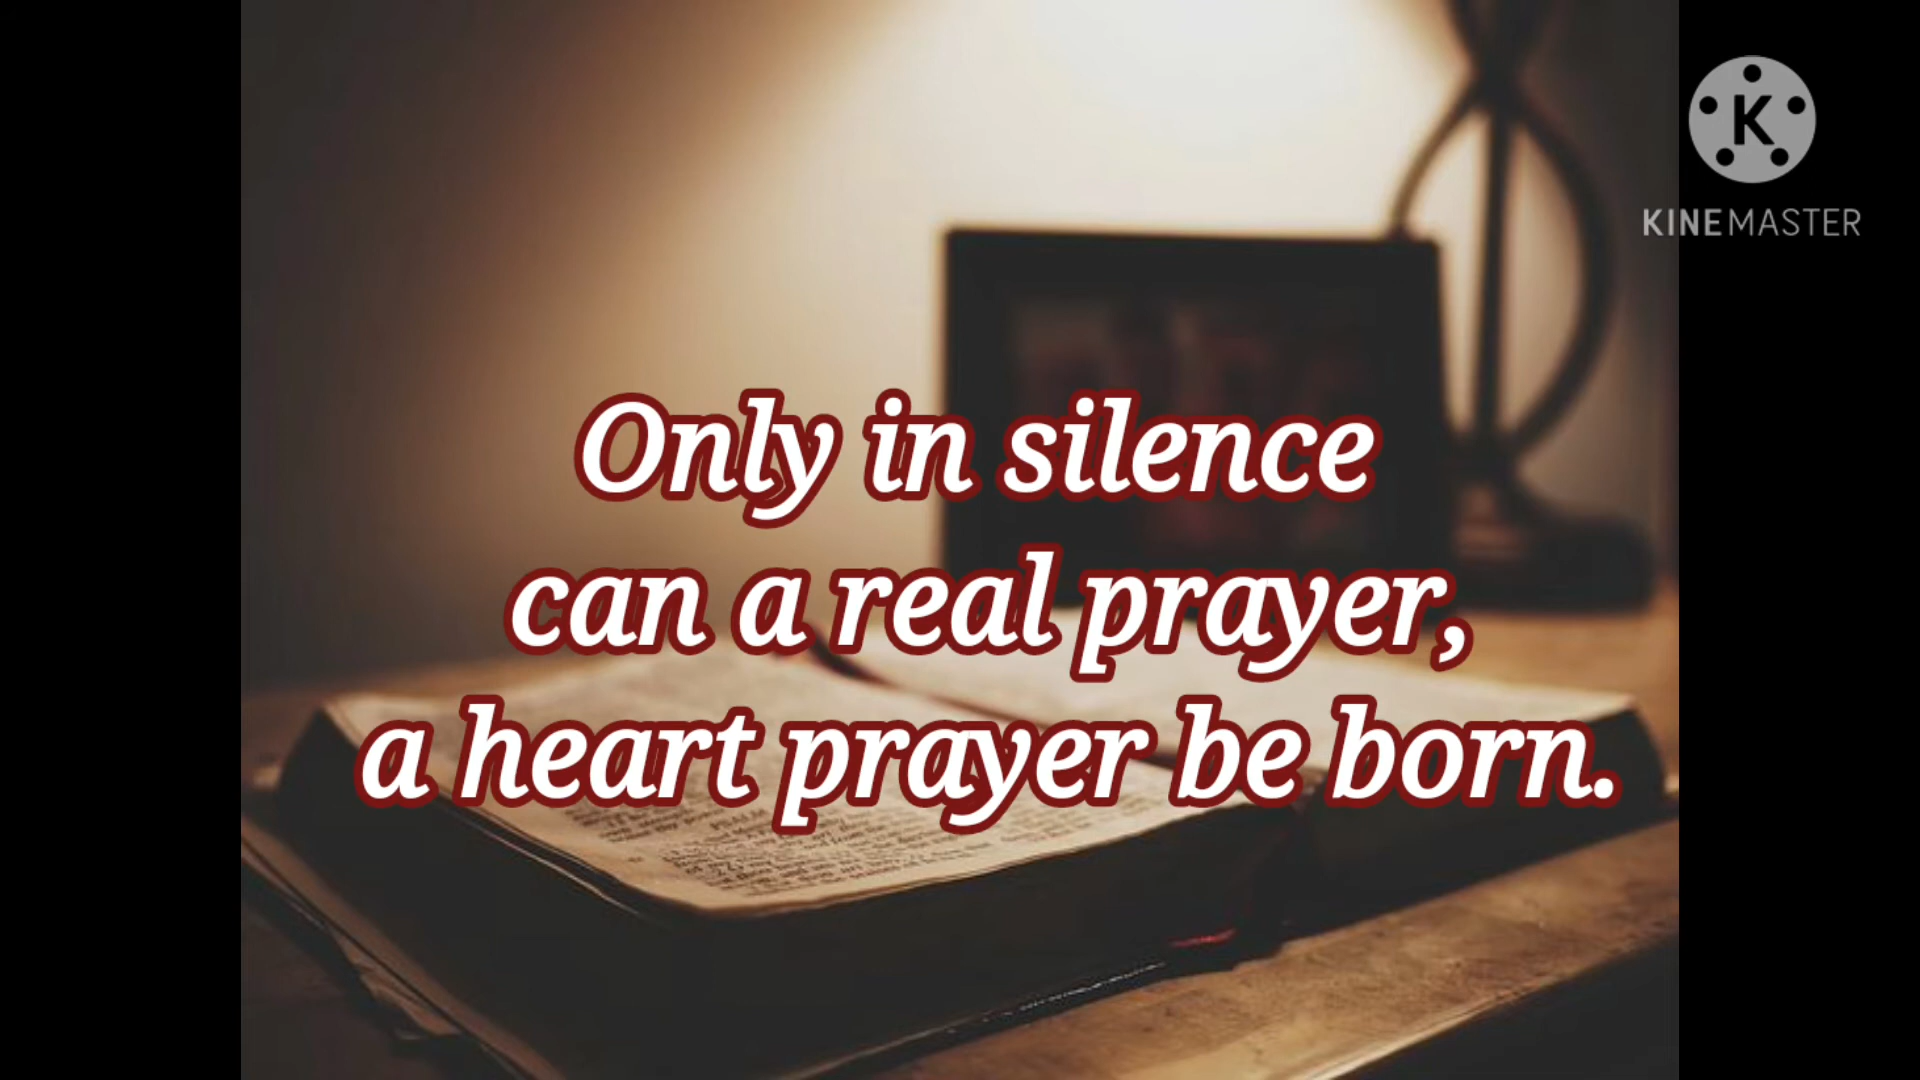 KINEMASTER
Only in silence
can a real prayer,
a heart prayer be born.